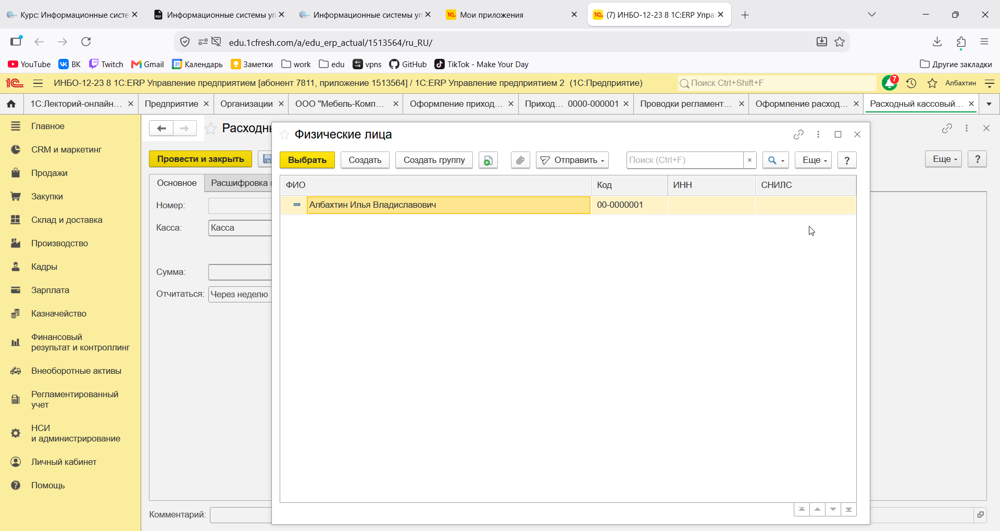 Курс: Информационные систе
Информационные системы уп
Информационные системы уп
Мои приложения
(7) ИНБО-12-23 8 1С:ERP Упра
edu.1cfresh.com/a/edu_erp_actual/1513564/ru_RU/
YouTube ВК Twitch Gmail Календарь Заметки work edu vpns GitHub TikTok - Make Your Day Другие закладки
ИНБО-12-23 8 1С:ERP Управление предприятием [абонент 7811, приложение 1513564] / 1С:ERP Управление предприятием 2 (1С:Предприятие)
Поиск Ctrl+Shift+F
7
Албахтин
1С:Лекторий-онлайн...
Предприятие
Организации
ООО "Мебель-Комп...
Оформление приход...
Приход... 0000-000001
Проводки регламент...
Оформление расход...
Расходный кассовый...
Главное
CRM и маркетинг
Продажи
Закупки
Склад и доставка
Производство
Кадры
Зарплата
Казначейство
Финансовый
результат и контроллинг
Внеоборотные активы
Регламентированный
учет
НСИ
и администрирование
Личный кабинет
Помощь
Расходн
Провести и закрыть
Еще
?
Основное
Расшифровка
Номер:
Касса: Касса
Сумма:
Отчитаться: Через неделю
Комментарий:
Физические лица
Выбрать
Создать
Создать группу
Отправить
Поиск (Ctrl+F)
Еще
?
ФИО Код ИНН СНИЛС
Албахтин Илья Владиславович 00-0000001